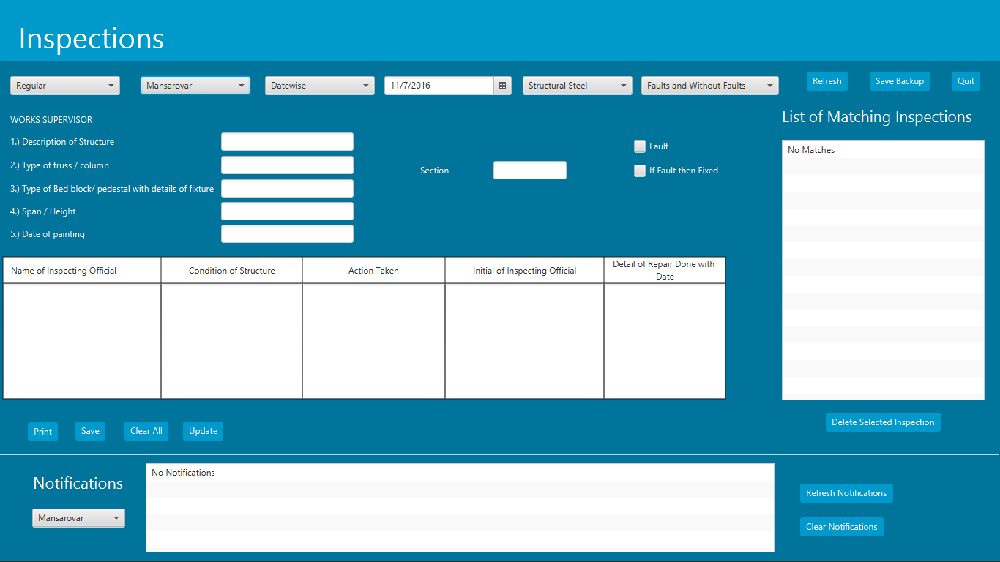 Inspections
Regular
Mansarovar
Datewise
11/7/2016
Structural Steel
Faults and Without Faults
Refresh
Save Backup
Quit
WORKS SUPERVISOR
1.) Description of Structure
2.) Type of truss / column
3.) Type of Bed block/ pedestal with details of fixture
4.) Span / Height
5.) Date of painting
Section
Fault
If Fault then Fixed
List of Matching Inspections
No Matches
Name of Inspecting Official
Condition of Structure
Action Taken
Initial of Inspecting Official
Detail of Repair Done with
Date
Print
Save
Clear All
Update
Delete Selected Inspection
Notifications
Mansarovar
No Notifications
Refresh Notifications
Clear Notifications